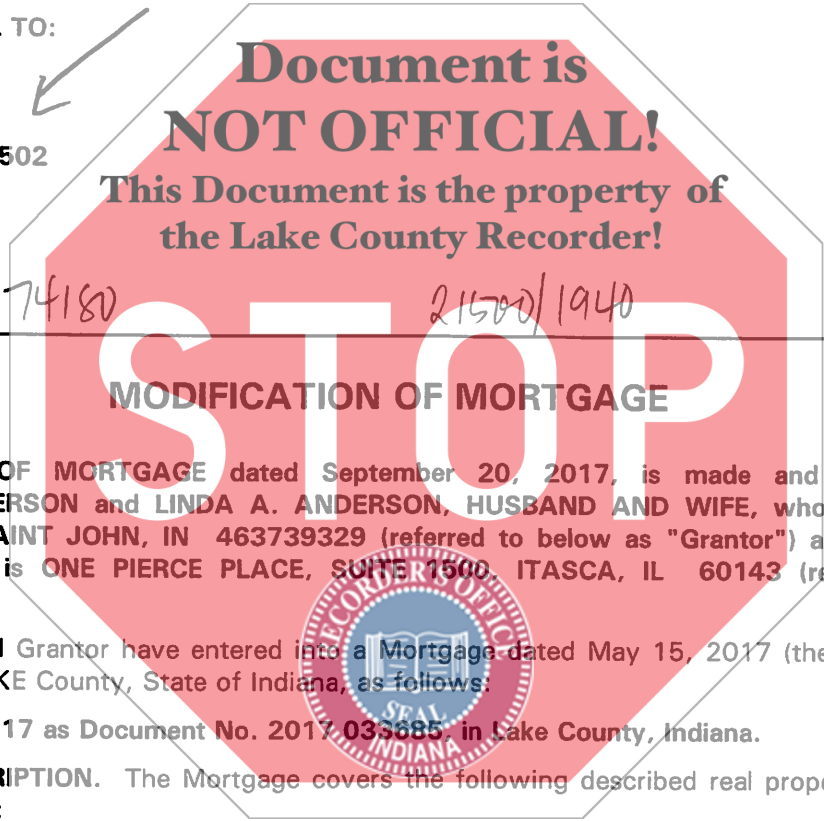 TO:
Document is
NOT OFFICIAL!
502
This Document is the property of
the Lake County Recorder!
74180 21500/1940
STOP
MODIFICATION OF MORTGAGE
OF MORTGAGE dated September 20, 2017, is made and
ERSON and LINDA A. ANDERSON, HUSBAND AND WIFE, who
AINT JOHN, IN 463739329 (referred to below as "Grantor") a
is ONE PIERCE PLACE, SUITE 1500, ITASCA, IL 60143 (re
Grantor have entered into a Mortgage dated May 15, 2017 (the
KE County, State of Indiana, as follows:
17 as Document No. 2017 033685, in Lake County, Indiana.
RIPTION. The Mortgage covers the following described real prope
RECORDER'S OFFIC
SEAL
INDIANA